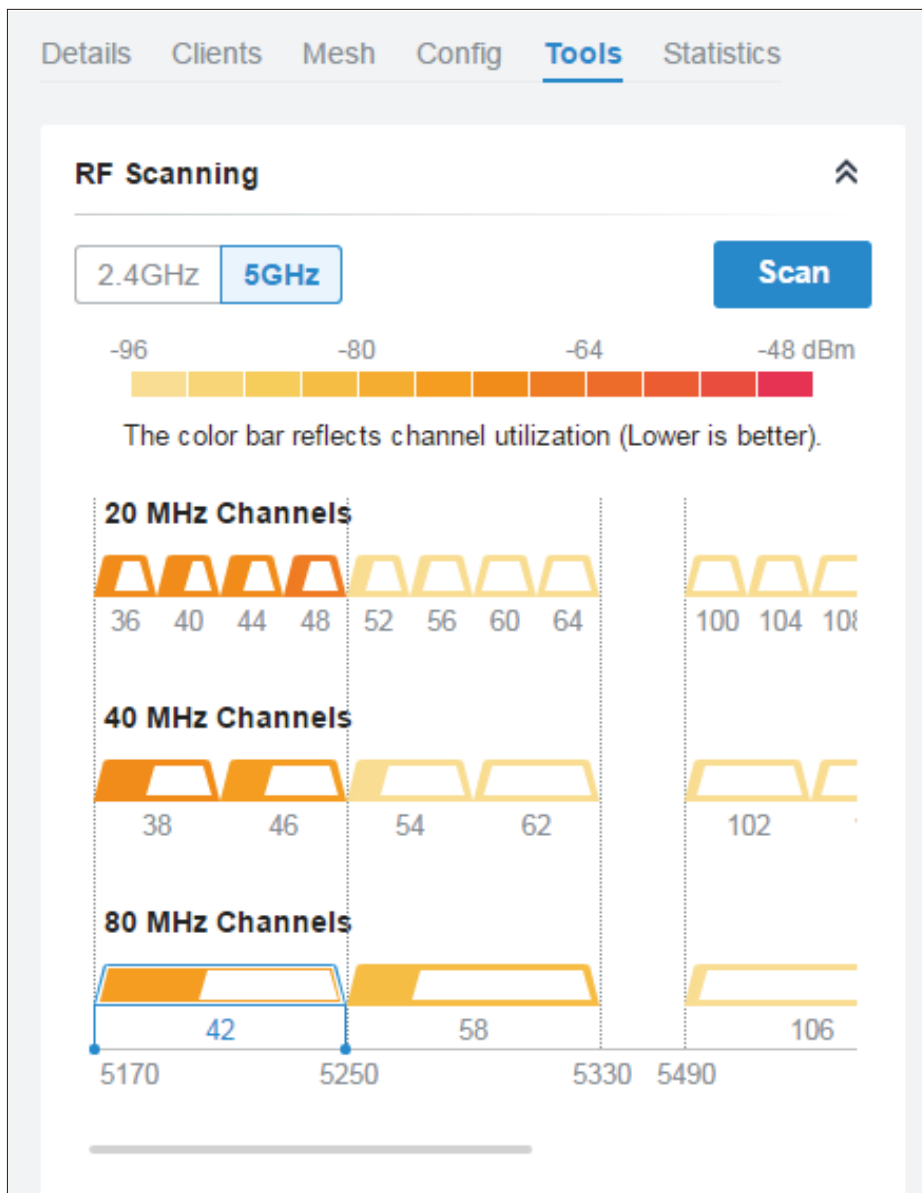 Details Clients Mesh Config Tools Statistics
RF Scanning
2.4GHz 5GHz Scan
-96 -80 -64 -48 dBm
The color bar reflects channel utilization (Lower is better).
20 MHz Channels
36 40 44 48 52 56 60 64 100 104 108
40 MHz Channels
38 46 54 62 102
80 MHz Channels
42 58 106
5170 5250 5330 5490